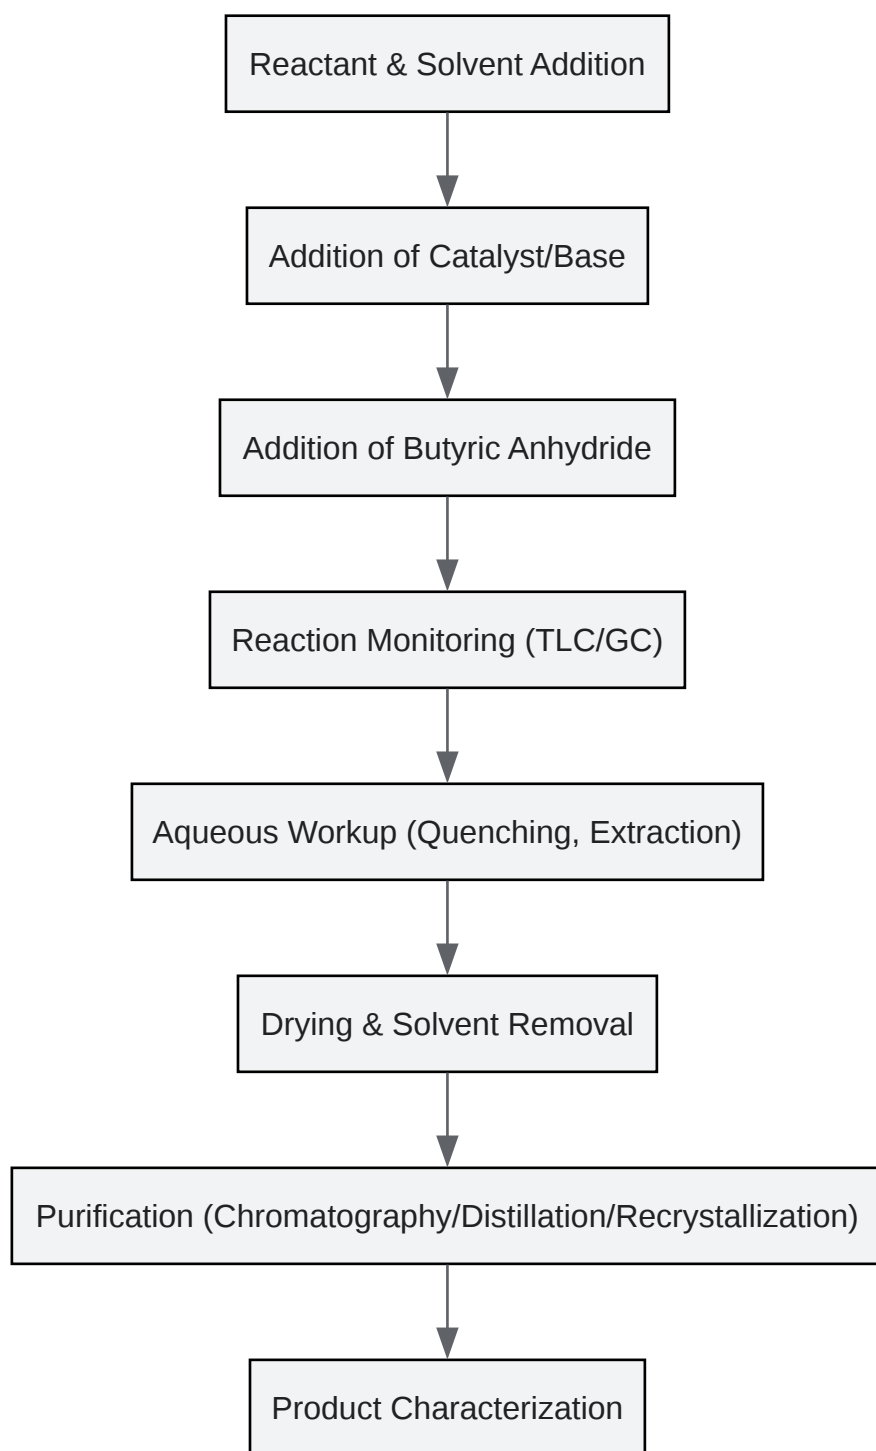 Reactant & Solvent Addition
Addition of Catalyst/Base
Addition of Butyric Anhydride
Reaction Monitoring (TLC/GC)
Aqueous Workup (Quenching, Extraction)
Drying & Solvent Removal
Purification (Chromatography/Distillation/Recrystallization)
Product Characterization